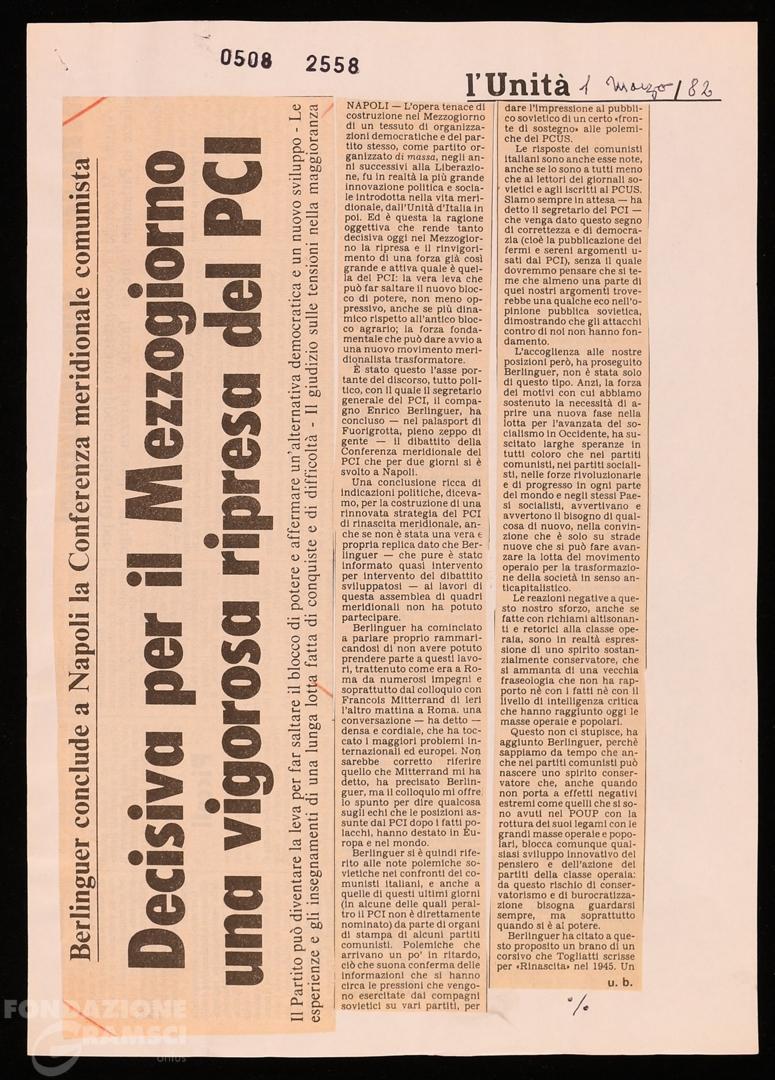 0508 2558
l'Unità 1 Marzo/82
Berlinguer conclude a Napoli la Conferenza meridionale comunista
Decisiva per il Mezzogiorno
una vigorosa ripresa del PCI
Il Partito può diventare la leva per far saltare il blocco di potere e affermare un'alternativa democratica e un nuovo sviluppo - Le
esperienze e gli insegnamenti di una lunga lotta fatta di conquiste e di difficoltà - Il giudizio sulle tensioni nella maggioranza
NAPOLI — L'opera tenace di
costruzione nel Mezzogiorno
di un tessuto di organizza-
zioni democratiche e del par-
tito stesso, come partito or-
ganizzato di massa, negli an-
ni successivi alla Liberazio-
ne, fu in realtà la più grande
innovazione politica e socia-
le introdotta nella vita meri-
dionale, dall'Unità d'Italia in
poi. Ed è questa la ragione
oggettiva che rende tanto
decisiva oggi nel Mezzogior-
no la ripresa e il rinvigori-
mento di una forza già così
grande e attiva quale è quel-
la del PCI: la vera leva che
può far saltare il nuovo bloc-
co di potere, non meno op-
pressivo, anche se più dina-
mico rispetto all'antico bloc-
co agrario; la forza fonda-
mentale che può dare avvio a
una nuovo movimento meri-
dionalista trasformatore.
È stato questo l'asse por-
tante del discorso, tutto poli-
tico, con il quale il segretario
generale del PCI, il compa-
gno Enrico Berlinguer, ha
concluso — nel palasport di
Fuorigrotta, pieno zeppo di
gente — il dibattito della
Conferenza meridionale del
PCI che per due giorni si è
svolto a Napoli.
Una conclusione ricca di
indicazioni politiche, diceva-
mo, per la costruzione di una
rinnovata strategia del PCI
di rinascita meridionale, an-
che se non è stata una vera e
propria replica dato che Ber-
linguer — che pure è stato
informato quasi intervento
per intervento del dibattito
sviluppatosi — ai lavori di
questa assemblea di quadri
meridionali non ha potuto
partecipare.
Berlinguer ha cominciato
a parlare proprio rammari-
candosi di non avere potuto
prendere parte a questi lavo-
ri, trattenuto come era a Ro-
ma da numerosi impegni e
soprattutto dal colloquio con
Francois Mitterrand di ieri
l'altro mattina a Roma. una
conversazione — ha detto —
densa e cordiale, che ha toc-
cato i maggiori problemi in-
ternazionali ed europei. Non
sarebbe corretto riferire
quello che Mitterrand mi ha
detto, ha precisato Berlin-
guer, ma il colloquio mi offre
lo spunto per dire qualcosa
sugli echi che le posizioni as-
sunte dal PCI dopo i fatti po-
lacchi, hanno destato in Eu-
ropa e nel mondo.
Berlinguer si è quindi rife-
rito alle note polemiche so-
vietiche nei confronti dei co-
munisti italiani, e anche a
quelle di questi ultimi giorni
(in alcune delle quali peral-
tro il PCI non è direttamente
nominato) da parte di organi
di stampa di alcuni partiti
comunisti. Polemiche che
arrivano un po' in ritardo,
ciò che suona conferma delle
informazioni che si hanno
circa le pressioni che vengo-
no esercitate dai compagni
sovietici su vari partiti, per
dare l'impressione al pubbli-
co sovietico di un certo «fron-
te di sostegno» alle polemi-
che del PCUS.
Le risposte dei comunisti
italiani sono anche esse note,
anche se lo sono a tutti meno
che ai lettori dei giornali so-
vietici e agli iscritti al PCUS.
Siamo sempre in attesa — ha
detto il segretario del PCI —
che venga dato questo segno
di correttezza e di democra-
zia (cioè la pubblicazione dei
fermi e sereni argomenti u-
sati dal PCI), senza il quale
dovremmo pensare che si te-
me che almeno una parte di
quei nostri argomenti trove-
rebbe una qualche eco nell'o-
pinione pubblica sovietica,
dimostrando che gli attacchi
contro di noi non hanno fon-
damento.
L'accoglienza alle nostre
posizioni però, ha proseguito
Berlinguer, non è stata solo
di questo tipo. Anzi, la forza
dei motivi con cui abbiamo
sostenuto la necessità di a-
prire una nuova fase nella
lotta per l'avanzata del so-
cialismo in Occidente, ha su-
scitato larghe speranze in
tutti coloro che nei partiti
comunisti, nei partiti sociali-
sti, nelle forze rivoluzionarie
e di progresso in ogni parte
del mondo e negli stessi Pae-
si socialisti, avvertivano e
avvertono il bisogno di qual-
cosa di nuovo, nella convin-
zione che è solo su strade
nuove che si può fare avan-
zare la lotta del movimento
operaio per la trasformazio-
ne della società in senso an-
ticapitalistico.
Le reazioni negative a que-
sto nostro sforzo, anche se
fatte con richiami altisonan-
ti e retorici alla classe ope-
raia, sono in realtà espressio-
ne di uno spirito sostan-
zialmente conservatore, che
si ammanta di una vecchia
fraseologia che non ha rap-
porto nè con i fatti nè con il
livello di intelligenza critica
che hanno raggiunto oggi le
masse operaie e popolari.
Questo non ci stupisce, ha
aggiunto Berlinguer, perchè
sappiamo da tempo che an-
che nei partiti comunisti può
nascere uno spirito conser-
vatore che, anche quando
non porta a effetti negativi
estremi come quelli che si so-
no avuti nel POUP con la
rottura dei suoi legami con le
grandi masse operaie e popo-
lari, blocca comunque qual-
siasi sviluppo innovativo del
pensiero e dell'azione dei
partiti della classe operaia:
da questo rischio di conser-
vatorismo e di burocratizza-
zione bisogna guardarsi
sempre, ma soprattutto
quando si è al potere.
Berlinguer ha citato a que-
sto proposito un brano di un
corsivo che Togliatti scrisse
per «Rinascita» nel 1945. Un
u. b.
%
FONDAZIONE
GRAMSCI
onlus